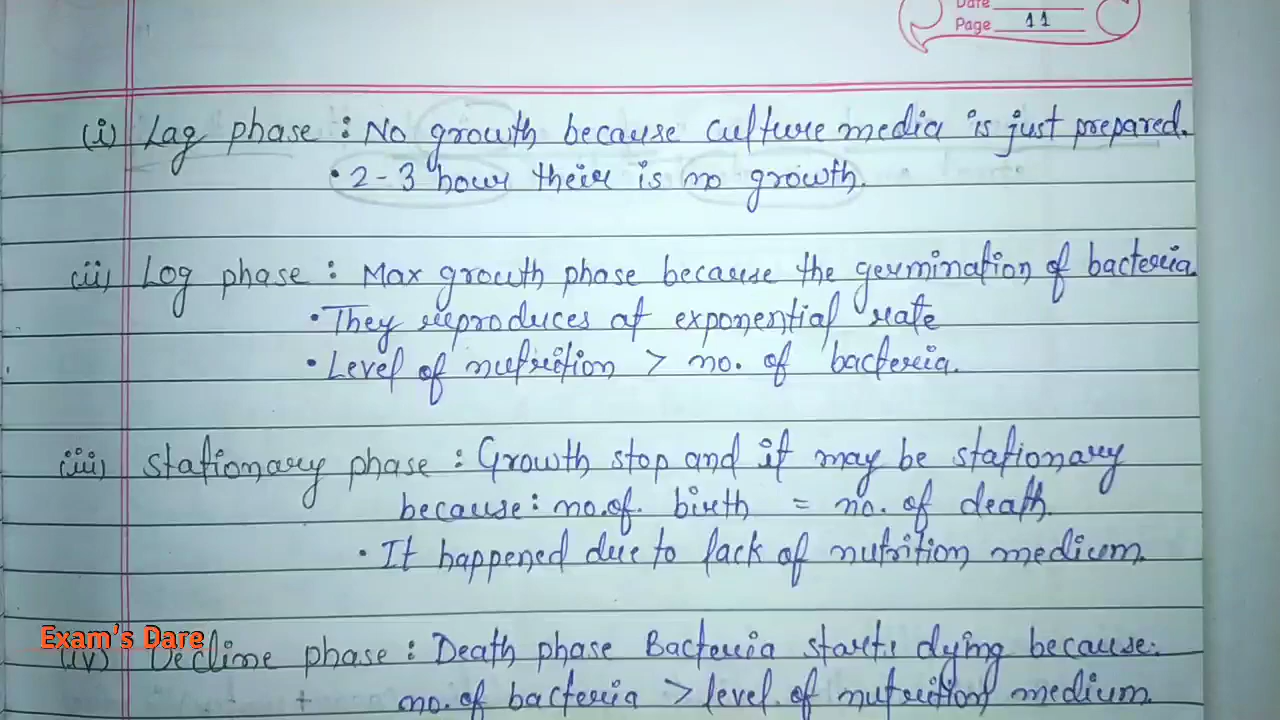 Date
Page 11
(i) Lag phase : No growth because culture media is just prepared.
• 2-3 hour their is no growth.
(ii) Log phase : Max growth phase because the germination of bacteria.
• They reproduces at exponential rate
• Level of nutrition > no. of bacteria.
(iii) Stationary phase : Growth stop and it may be stationary
because : no. of. birth = no. of death.
• It happened due to lack of nutrition medium.
Exam's Dare
(iv) Decline phase : Death phase Bacteria starts dying because.
no. of bacteria > level of nutrition medium.